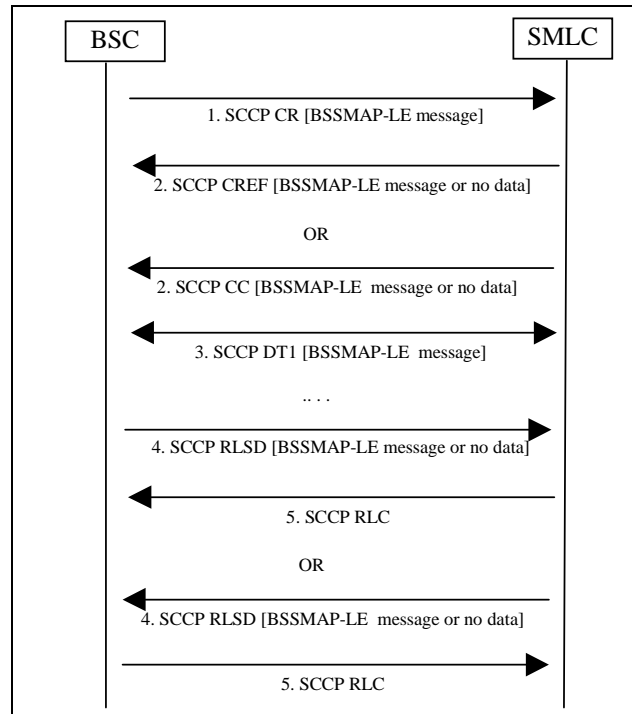 BSC
SMLC
1. SCCP CR [BSSMAP-LE message]
2. SCCP CREF [BSSMAP-LE message or no data]
OR
2. SCCP CC [BSSMAP-LE message or no data]
3. SCCP DT1 [BSSMAP-LE message]
.. . .
4. SCCP RLSD [BSSMAP-LE message or no data]
5. SCCP RLC
OR
4. SCCP RLSD [BSSMAP-LE message or no data]
5. SCCP RLC